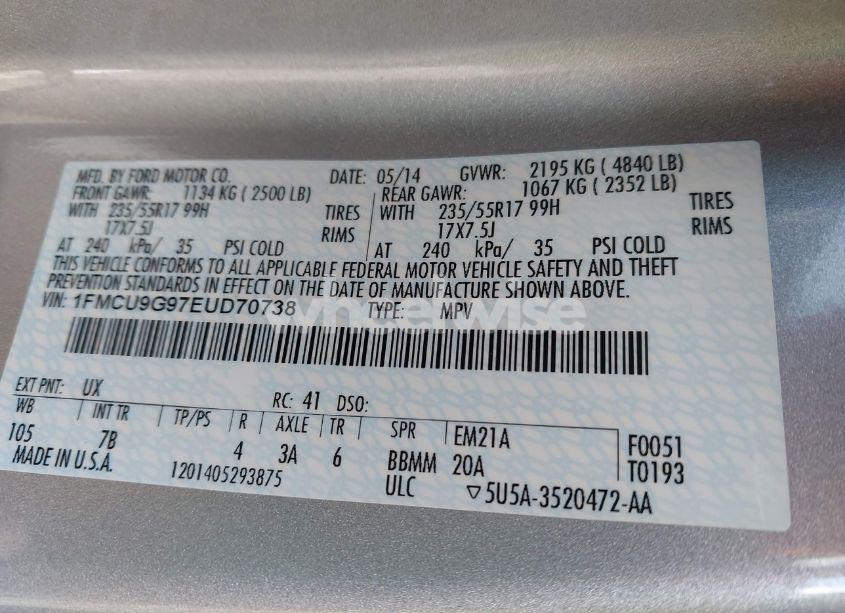 MFD. BY FORD MOTOR CO. DATE: 05/14 GVWR: 2195 KG ( 4840 LB)
FRONT GAWR: 1134 KG ( 2500 LB) REAR GAWR: 1067 KG ( 2352 LB)
WITH 235/55R17 99H TIRES WITH 235/55R17 99H TIRES
17X7.5J RIMS 17X7.5J RIMS
AT 240 kPa/ 35 PSI COLD AT 240 kPa/ 35 PSI COLD
THIS VEHICLE CONFORMS TO ALL APPLICABLE FEDERAL MOTOR VEHICLE SAFETY AND THEFT
PREVENTION STANDARDS IN EFFECT ON THE DATE OF MANUFACTURE SHOWN ABOVE.
VIN: 1FMCU9G97EUD70738 TYPE: MPV
wheelwise
EXT PNT: UX RC: 41 DSO:
WB INT TR TP/PS R AXLE TR SPR EM21A F0051
105 7B 4 3A 6 BBMM 20A T0193
MADE IN U.S.A. 1201405293875 ULC ▽5U5A-3520472-AA